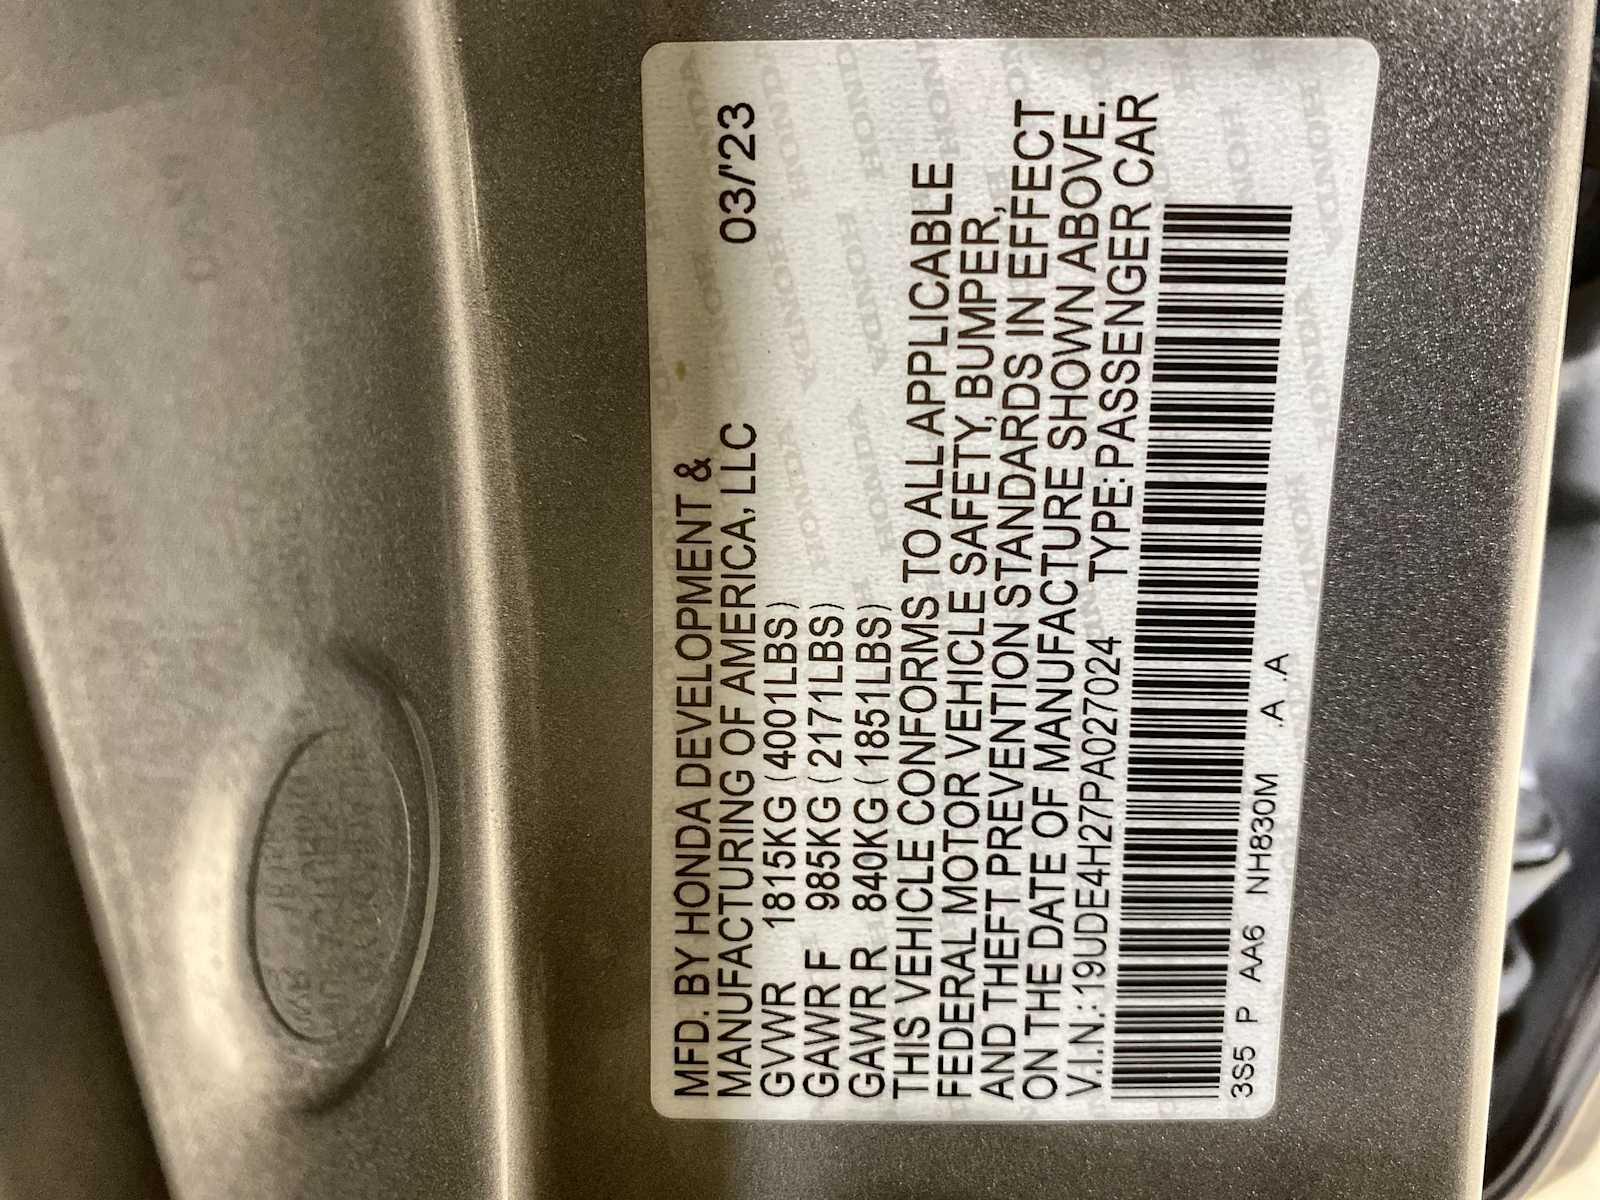 MFD. BY HONDA DEVELOPMENT &
MANUFACTURING OF AMERICA, LLC 03/'23
GVWR 1815KG (4001LBS)
GAWR F 985KG (2171LBS)
GAWR R 840KG (1851LBS)
THIS VEHICLE CONFORMS TO ALL APPLICABLE
FEDERAL MOTOR VEHICLE SAFETY, BUMPER,
AND THEFT PREVENTION STANDARDS IN EFFECT
ON THE DATE OF MANUFACTURE SHOWN ABOVE.
V.I.N.: 19UDE4H27PA027024 TYPE: PASSENGER CAR
3S5 P AA6 NH830M .A .A